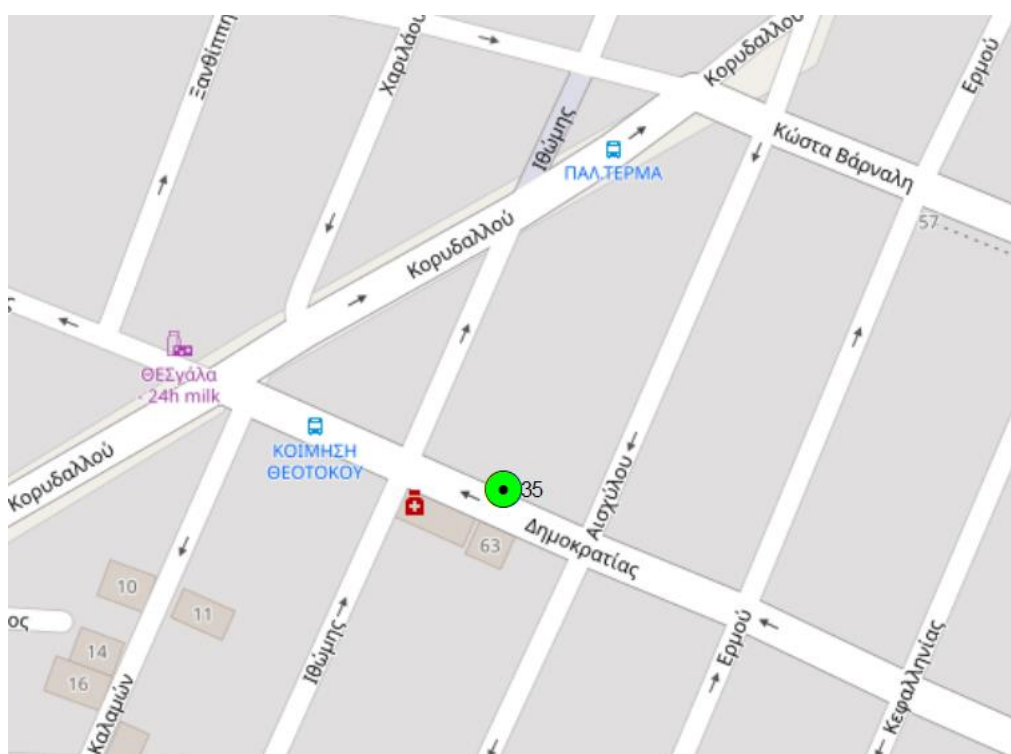 Ξανθίππη
Χαριλάου
Κορυδαλλού
Ερμού
Ιθώμης
ΠΑΛ.ΤΕΡΜΑ
Κώστα Βάρναλη
57
Κορυδαλλού
ΘΕΣγάλα
- 24h milk
ΚΟΙΜΗΣΗ
ΘΕΟΤΟΚΟΥ
Κορυδαλλού
35
Αισχύλου
Δημοκρατίας
63
10
11
ος
14
16
Ιθώμης
Ερμού
Κεφαλληνίας
Καλαμών